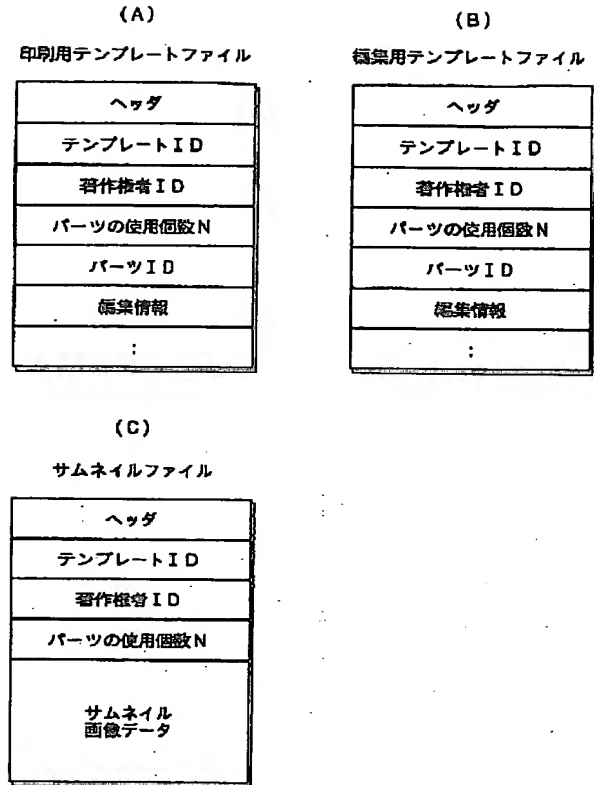 (A)
印刷用テンプレートファイル
ヘッダ
テンプレートID
著作権者ID
パーツの使用個数N
パーツID
編集情報
:
(B)
編集用テンプレートファイル
ヘッダ
テンプレートID
著作権者ID
パーツの使用個数N
パーツID
編集情報
:
(C)
サムネイルファイル
ヘッダ
テンプレートID
著作権者ID
パーツの使用個数N
サムネイル
画像データ